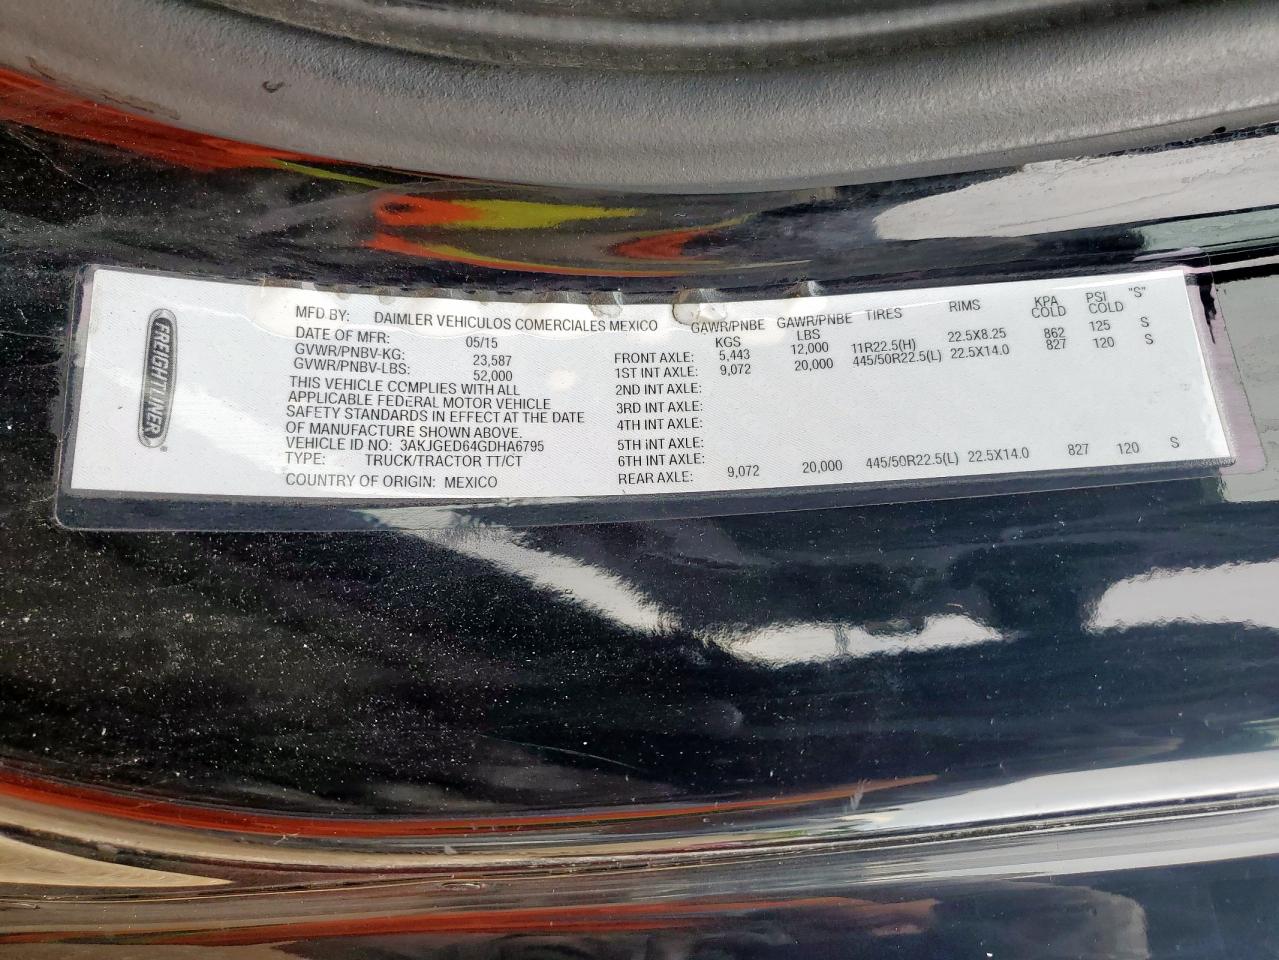 FREIGHTLINER
MFD BY: DAIMLER VEHICULOS COMERCIALES MEXICO
DATE OF MFR: 05/15
GVWR/PNBV-KG: 23,587
GVWR/PNBV-LBS: 52,000
THIS VEHICLE COMPLIES WITH ALL
APPLICABLE FEDERAL MOTOR VEHICLE
SAFETY STANDARDS IN EFFECT AT THE DATE
OF MANUFACTURE SHOWN ABOVE.
VEHICLE ID NO: 3AKJGED64GDHA6795
TYPE: TRUCK/TRACTOR TT/CT
COUNTRY OF ORIGIN: MEXICO
GAWR/PNBE GAWR/PNBE TIRES RIMS KPA PSI "S"
KGS LBS COLD COLD
FRONT AXLE: 5,443 12,000 11R22.5(H) 22.5X8.25 862 125 S
1ST INT AXLE: 9,072 20,000 445/50R22.5(L) 22.5X14.0 827 120 S
2ND INT AXLE:
3RD INT AXLE:
4TH INT AXLE:
5TH INT AXLE:
6TH INT AXLE:
REAR AXLE: 9,072 20,000 445/50R22.5(L) 22.5X14.0 827 120 S